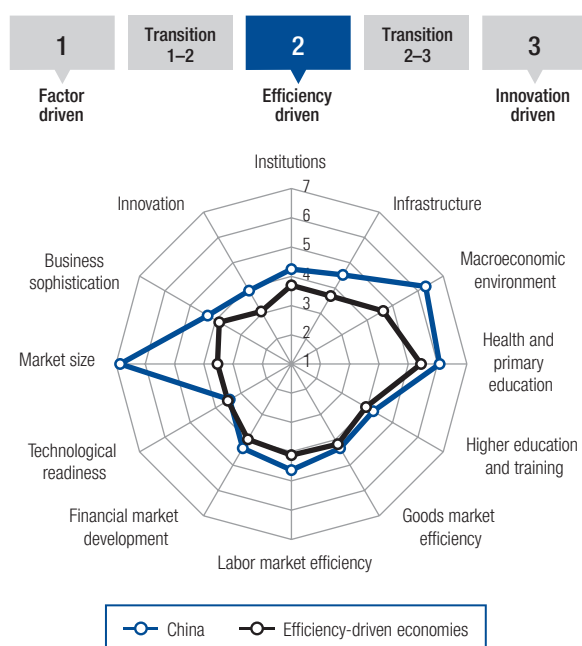 1
Transition
1–2
2
Transition
2–3
3
Factor
driven
Efficiency
driven
Innovation
driven
Institutions
Innovation
Infrastructure
Business
sophistication
Macroeconomic
environment
Market size
Health and
primary
education
Technological
readiness
Higher education
and training
Financial market
development
Goods market
efficiency
Labor market efficiency
7
6
5
4
3
2
1
China
Efficiency-driven economies